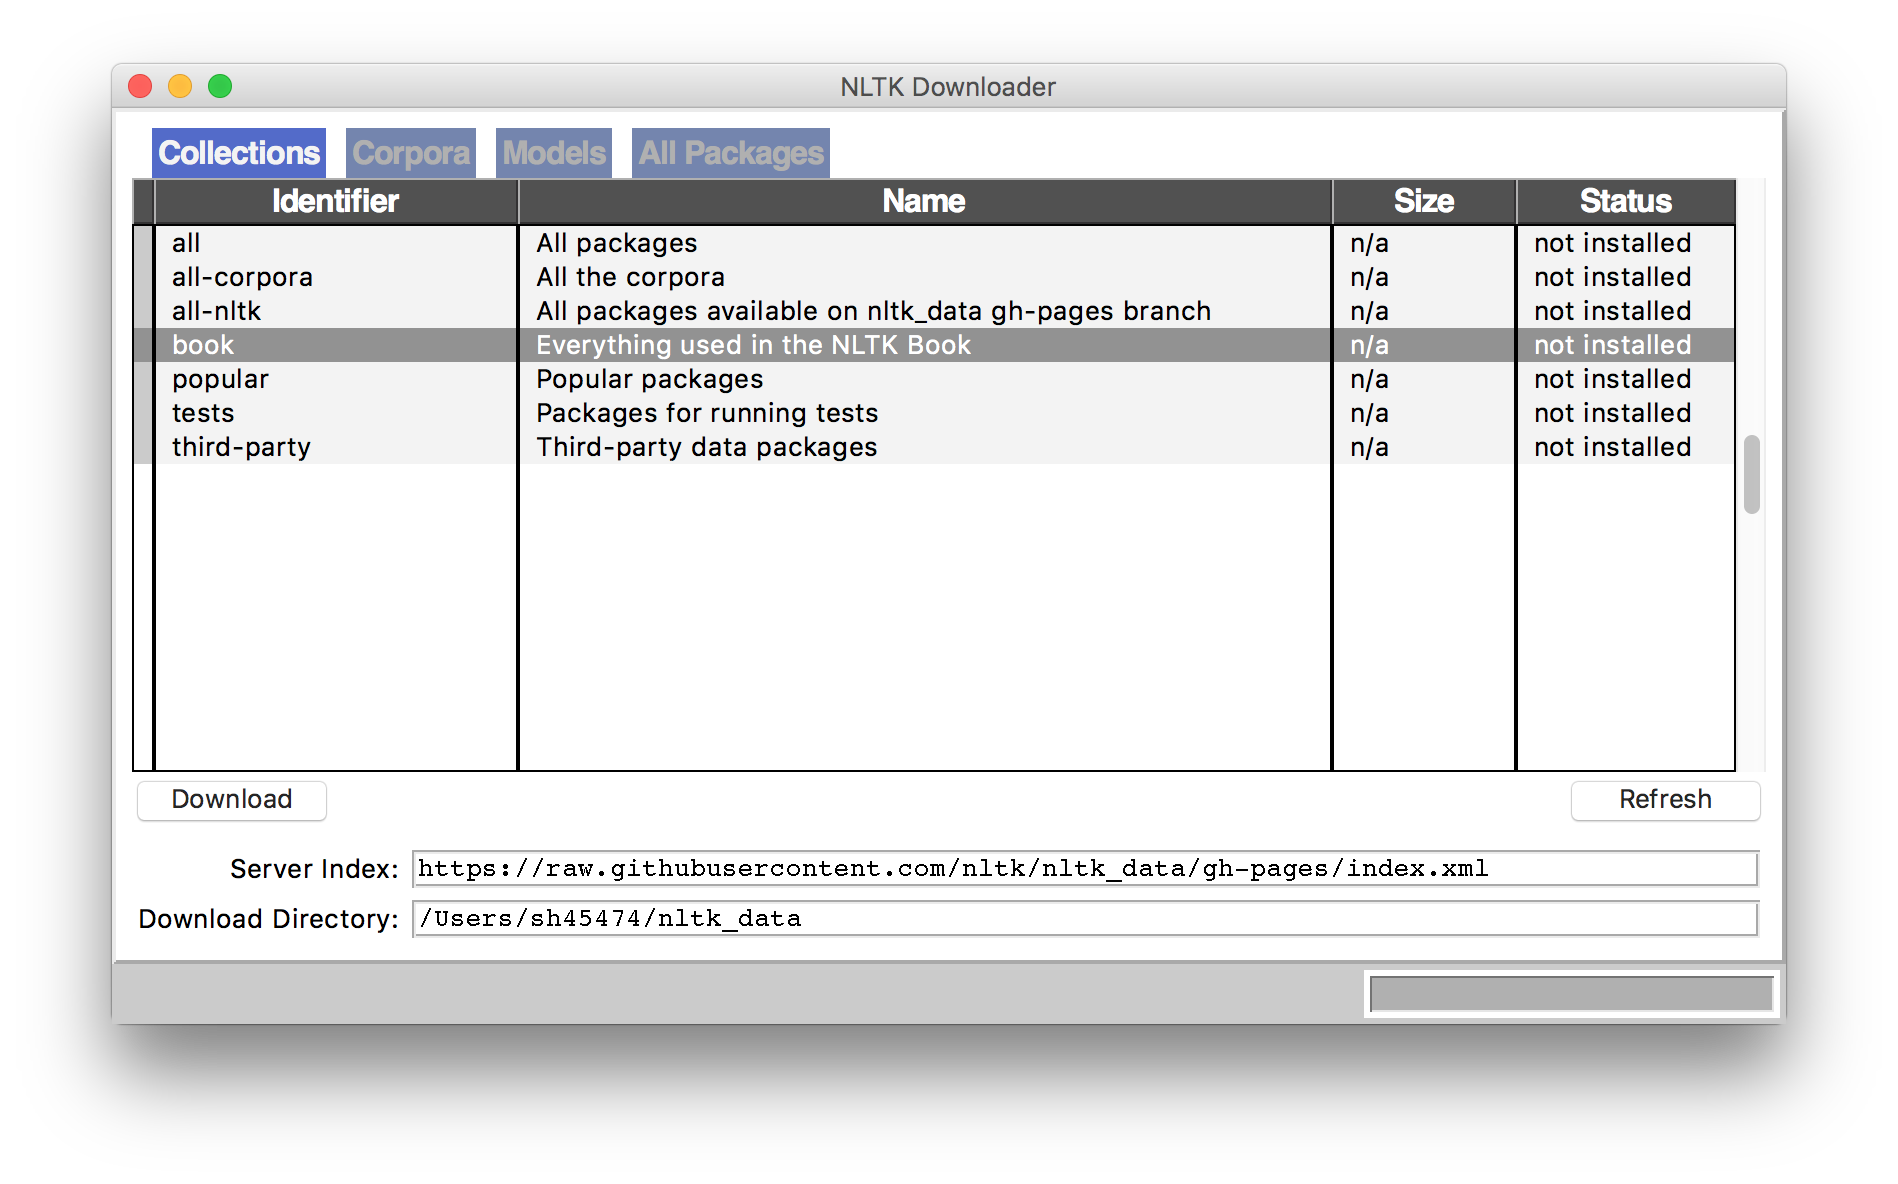 NLTK Downloader
Collections Corpora Models All Packages
Identifier Name Size Status
all All packages n/a not installed
all-corpora All the corpora n/a not installed
all-nltk All packages available on nltk_data gh-pages branch n/a not installed
book Everything used in the NLTK Book n/a not installed
popular Popular packages n/a not installed
tests Packages for running tests n/a not installed
third-party Third-party data packages n/a not installed
Download Refresh
Server Index: https://raw.githubusercontent.com/nltk/nltk_data/gh-pages/index.xml
Download Directory: /Users/sh45474/nltk_data